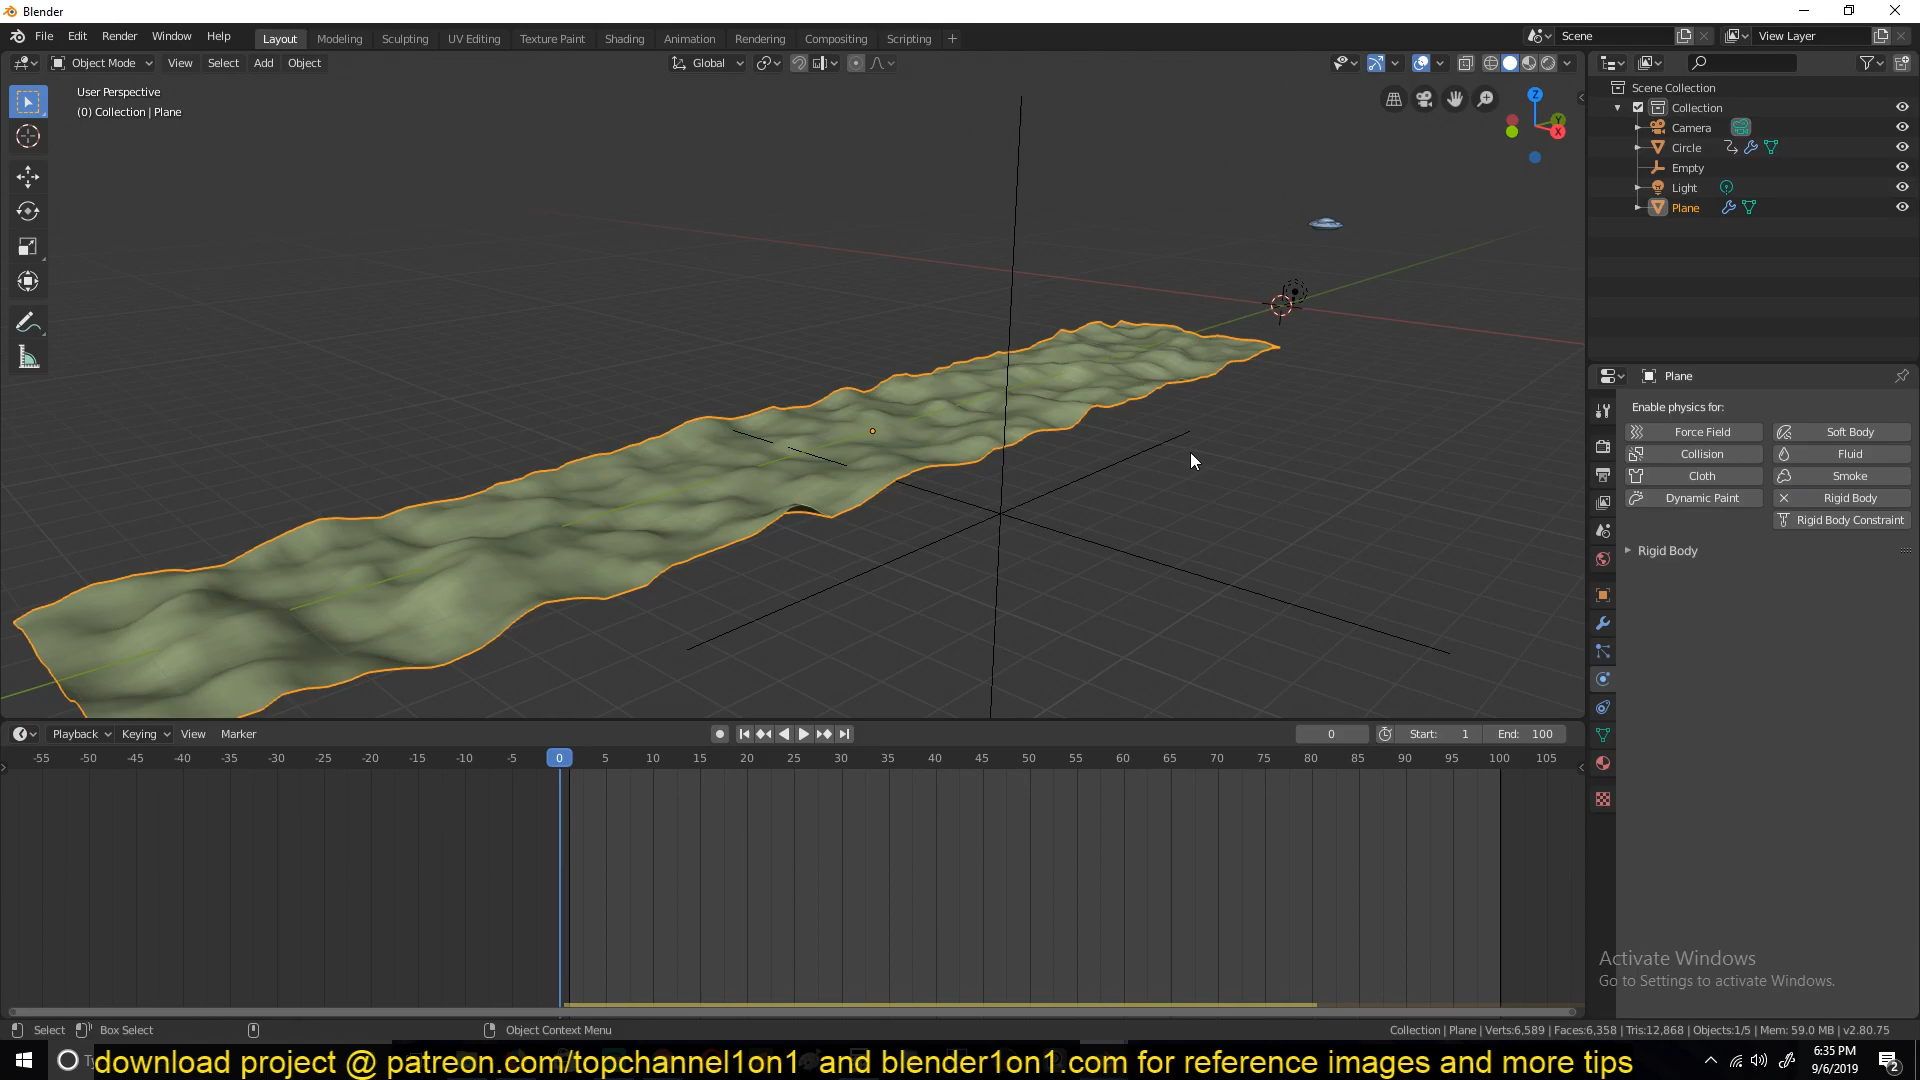 Blender
File Edit Render Window Help Layout Modeling Sculpting UV Editing Texture Paint Shading Animation Rendering Compositing Scripting + Scene View Layer
Object Mode View Select Add Object Global
User Perspective
(0) Collection | Plane
Z
Y
X
Scene Collection
Collection
Camera
Circle
Empty
Light
Plane
Plane
Enable physics for:
Force Field Soft Body
Collision Fluid
Cloth Smoke
Dynamic Paint Rigid Body
Rigid Body Constraint
Rigid Body
Playback Keying View Marker 0 Start: 1 End: 100
-55 -50 -45 -40 -35 -30 -25 -20 -15 -10 -5 0 5 10 15 20 25 30 35 40 45 50 55 60 65 70 75 80 85 90 95 100 105
Activate Windows
Go to Settings to activate Windows.
Select Box Select Object Context Menu Collection | Plane | Verts:6,589 | Faces:6,358 | Tris:12,868 | Objects:1/5 | Mem: 59.0 MB | v2.80.75
download project @ patreon.com/topchannel1on1 and blender1on1.com for reference images and more tips
6:35 PM
9/6/2019
2